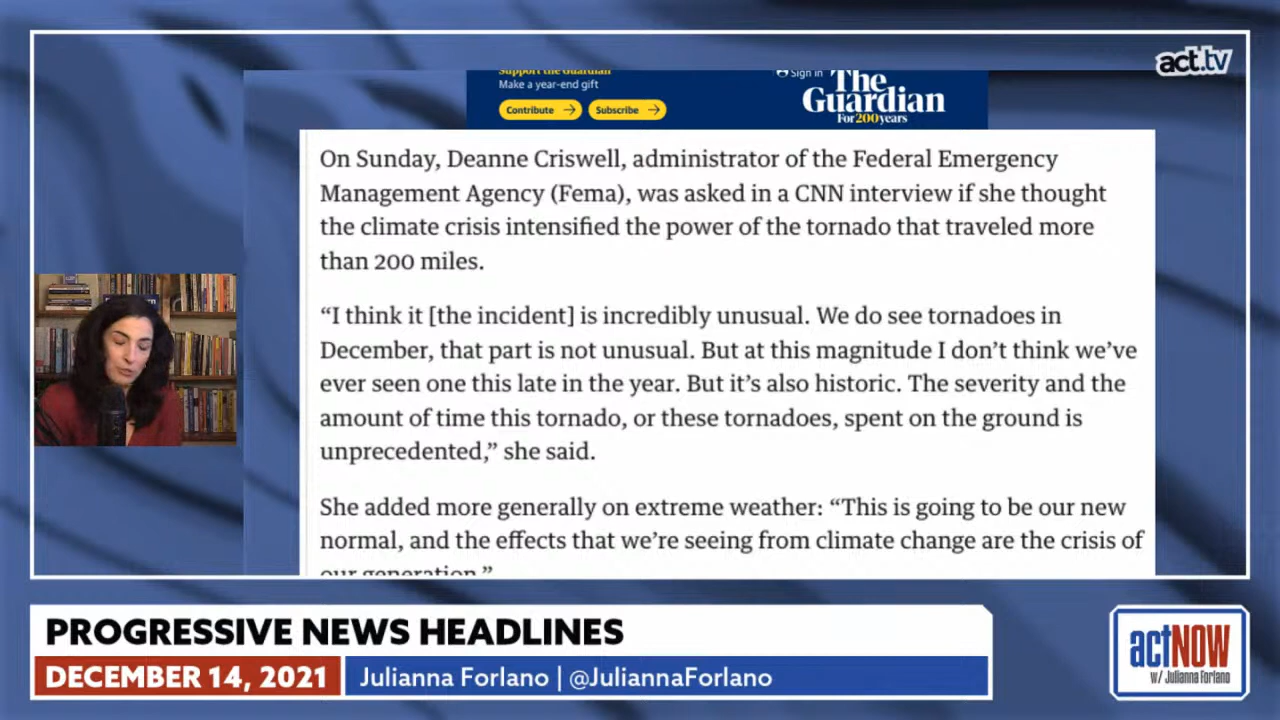 act.tv
Support the Guardian
Make a year-end gift
Contribute →
Subscribe →
Sign in
The
Guardian
For 200 years
On Sunday, Deanne Criswell, administrator of the Federal Emergency
Management Agency (Fema), was asked in a CNN interview if she thought
the climate crisis intensified the power of the tornado that traveled more
than 200 miles.
“I think it [the incident] is incredibly unusual. We do see tornadoes in
December, that part is not unusual. But at this magnitude I don’t think we’ve
ever seen one this late in the year. But it’s also historic. The severity and the
amount of time this tornado, or these tornadoes, spent on the ground is
unprecedented,” she said.
She added more generally on extreme weather: “This is going to be our new
normal, and the effects that we’re seeing from climate change are the crisis of
our generation.”
PROGRESSIVE NEWS HEADLINES
DECEMBER 14, 2021
Julianna Forlano | @JuliannaForlano
actNOW
w/ Julianna Forlano